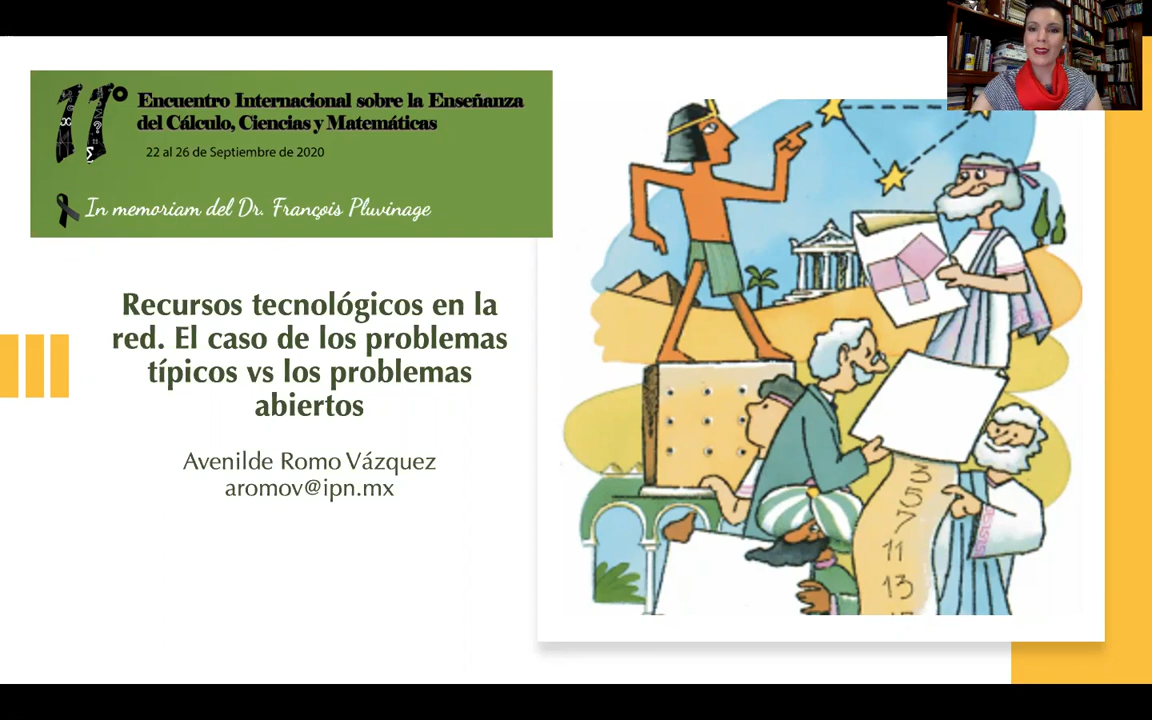 11°
Encuentro Internacional sobre la Enseñanza
del Cálculo, Ciencias y Matemáticas
22 al 26 de Septiembre de 2020
In memoriam del Dr. François Pluvinage
Recursos tecnológicos en la
red. El caso de los problemas
típicos vs los problemas
abiertos
Avenilde Romo Vázquez
aromov@ipn.mx
3
5
7
11
13